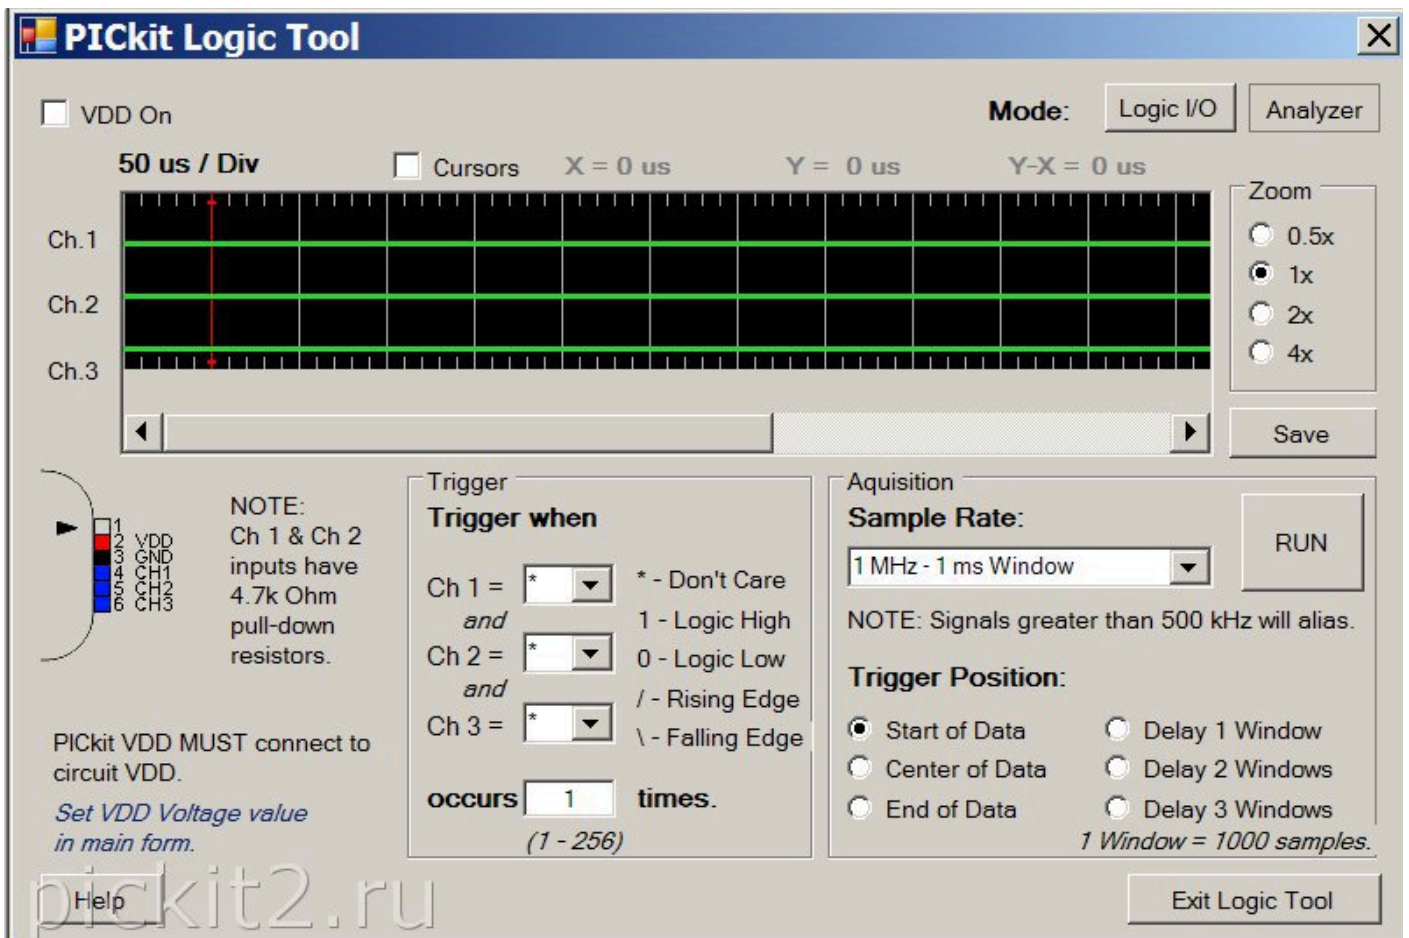 PICkit Logic Tool
VDD On
Mode:
Logic I/O
Analyzer
50 us / Div
Cursors
X = 0 us
Y = 0 us
Y-X = 0 us
Zoom
Ch.1
0.5x
1x
Ch.2
2x
4x
Ch.3
Save
1
2 VDD
3 GND
4 CH1
5 CH2
6 CH3
NOTE:
Ch 1 & Ch 2
inputs have
4.7k Ohm
pull-down
resistors.
PICkit VDD MUST connect to
circuit VDD.
Set VDD Voltage value
in main form.
Help
Trigger
Trigger when
Ch 1 = *
and
Ch 2 = *
and
Ch 3 = *
* - Don't Care
1 - Logic High
0 - Logic Low
/ - Rising Edge
\ - Falling Edge
occurs 1 times.
(1 - 256)
Aquisition
Sample Rate:
1 MHz - 1 ms Window
RUN
NOTE: Signals greater than 500 kHz will alias.
Trigger Position:
Start of Data
Delay 1 Window
Center of Data
Delay 2 Windows
End of Data
Delay 3 Windows
1 Window = 1000 samples.
Exit Logic Tool
pickit2.ru